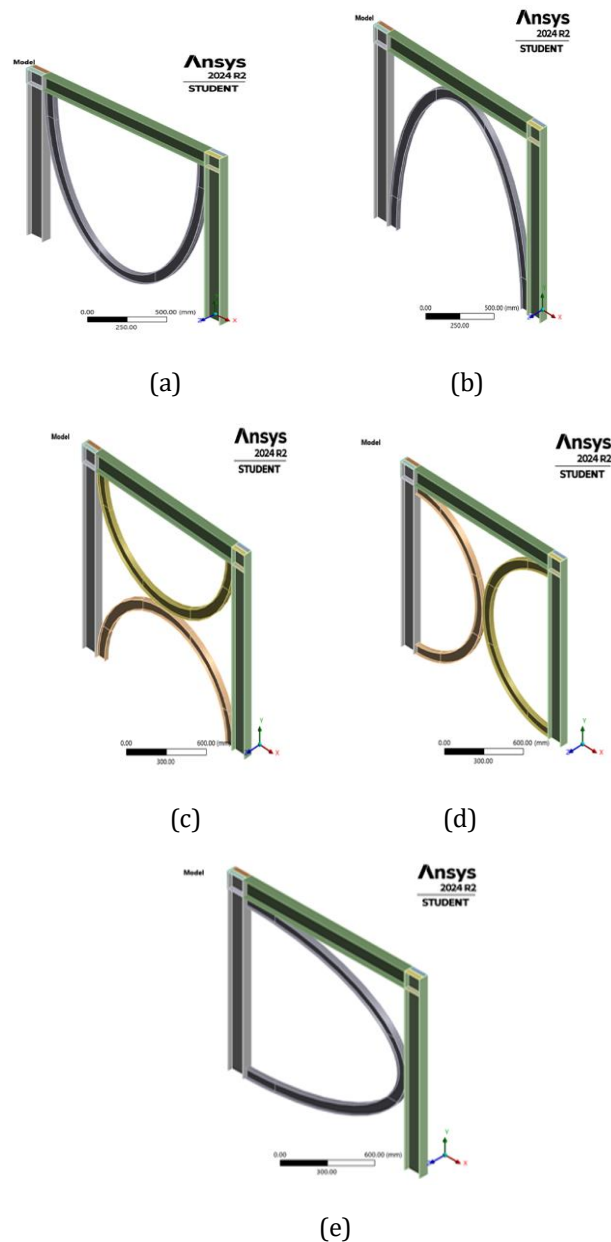 Model
Ansys
2024 R2
STUDENT
0.00 500.00 (mm)
250.00
Z X
(a)
Model
Ansys
2024 R2
STUDENT
0.00 500.00 (mm)
250.00
Y
Z X
(b)
Model
Ansys
2024 R2
STUDENT
0.00 600.00 (mm)
300.00
Y
Z X
(c)
Model
Ansys
2024 R2
STUDENT
0.00 600.00 (mm)
300.00
Y
Z X
(d)
Model
Ansys
2024 R2
STUDENT
0.00 600.00 (mm)
300.00
Y
Z X
(e)